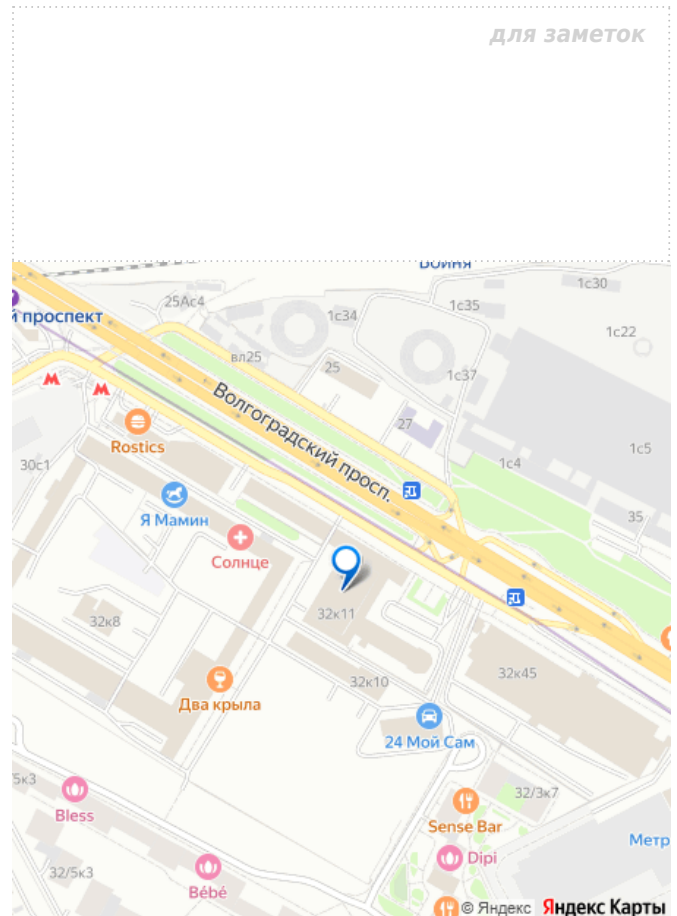 для заметок
Бойня
1с30
25Ас4
1с34
1с35
й проспект
1с22
вл25
25
1с37
Волгоградский просп.
27
Rostics
30с1
1с4
1с5
Я Мамин
35
Солнце
32к11
32к8
32к10
32к45
Два крыла
24 Мой Сам
5к3
Bless
32/3к7
Sense Bar
Метр
Dipi
32/5к3
Bébé
© Яндекс Яндекс Карты